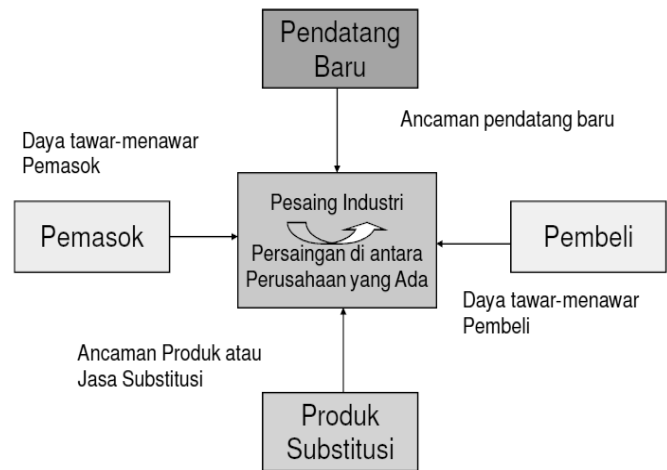 Pendatang
Baru
Ancaman pendatang baru
Daya tawar-menawar
Pemasok
Pemasok
Pesaing Industri
Persaingan di antara
Perusahaan yang Ada
Pembeli
Daya tawar-menawar
Pembeli
Ancaman Produk atau
Jasa Substitusi
Produk
Substitusi